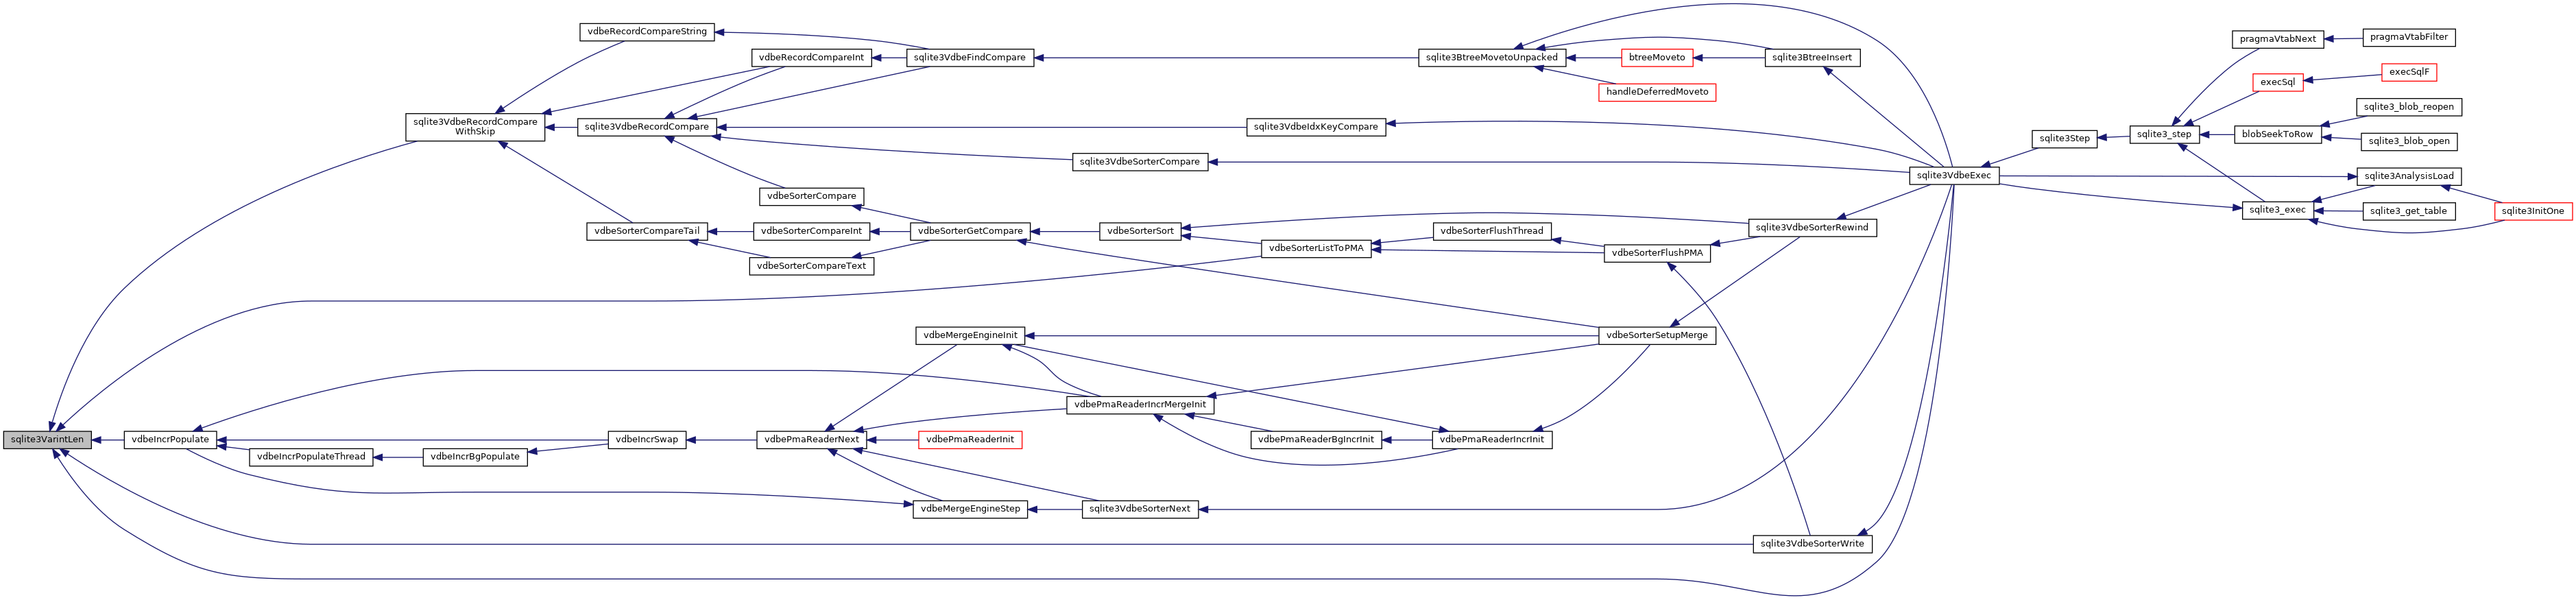 vdbeRecordCompareString
pragmaVtabNext
pragmaVtabFilter
vdbeRecordCompareInt
sqlite3VdbeFindCompare
sqlite3BtreeMovetoUnpacked
btreeMoveto
sqlite3BtreeInsert
execSql
execSqlF
handleDeferredMoveto
sqlite3_blob_reopen
sqlite3VdbeRecordCompare
WithSkip
sqlite3VdbeRecordCompare
sqlite3VdbeIdxKeyCompare
sqlite3Step
sqlite3_step
blobSeekToRow
sqlite3_blob_open
sqlite3VdbeSorterCompare
sqlite3VdbeExec
sqlite3AnalysisLoad
vdbeSorterCompare
sqlite3_exec
sqlite3_get_table
sqlite3InitOne
vdbeSorterCompareTail
vdbeSorterCompareInt
vdbeSorterGetCompare
vdbeSorterSort
vdbeSorterFlushThread
sqlite3VdbeSorterRewind
vdbeSorterListToPMA
vdbeSorterFlushPMA
vdbeSorterCompareText
vdbeMergeEngineInit
vdbeSorterSetupMerge
vdbePmaReaderIncrMergeInit
sqlite3VarintLen
vdbeIncrPopulate
vdbeIncrSwap
vdbePmaReaderNext
vdbePmaReaderInit
vdbePmaReaderBgIncrInit
vdbePmaReaderIncrInit
vdbeIncrPopulateThread
vdbeIncrBgPopulate
vdbeMergeEngineStep
sqlite3VdbeSorterNext
sqlite3VdbeSorterWrite